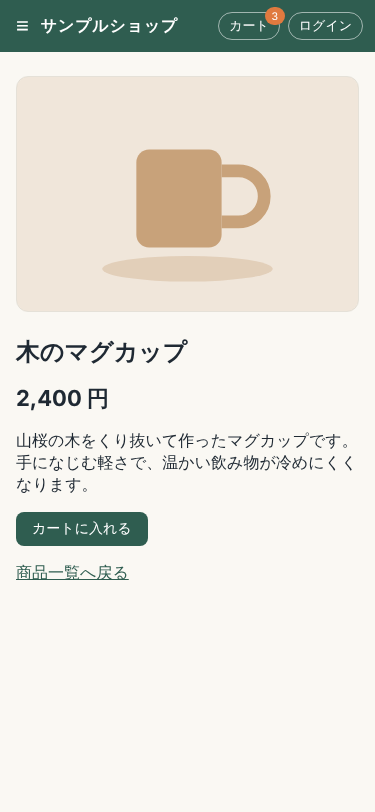 ≡ サンプルショップ カート 3 ログイン
木のマグカップ
2,400 円
山桜の木をくり抜いて作ったマグカップです。
手になじむ軽さで、温かい飲み物が冷めにくく
なります。
カートに入れる
商品一覧へ戻る